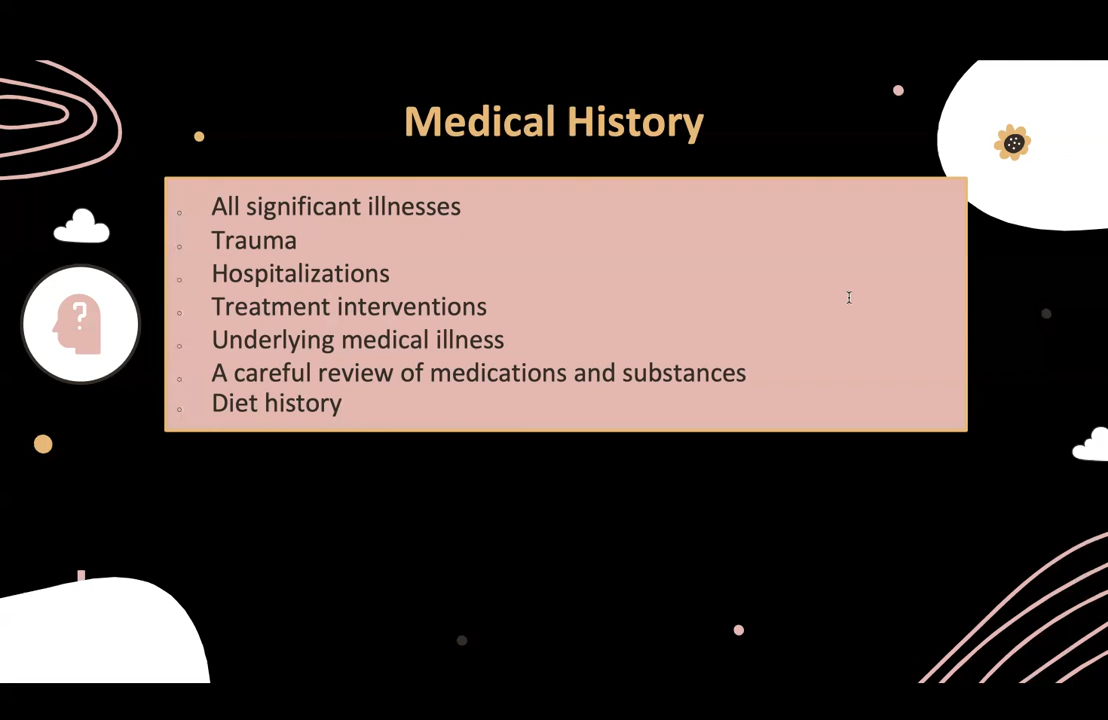 Medical History
All significant illnesses
Trauma
Hospitalizations
Treatment interventions
Underlying medical illness
A careful review of medications and substances
Diet history
?